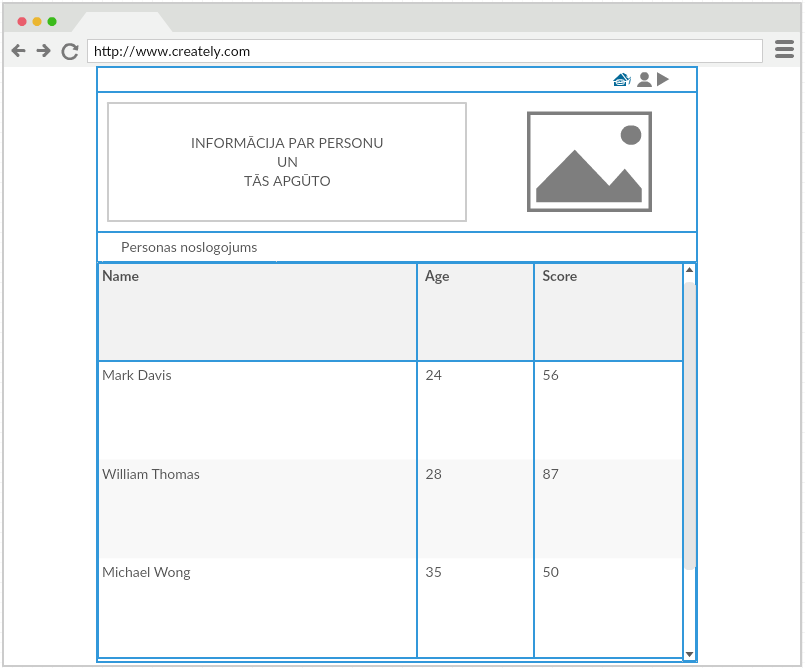 http://www.creately.com
INFORMĀCIJA PAR PERSONU
UN
TĀS APGŪTO
Personas noslogojums
Name Age Score
Mark Davis 24 56
William Thomas 28 87
Michael Wong 35 50